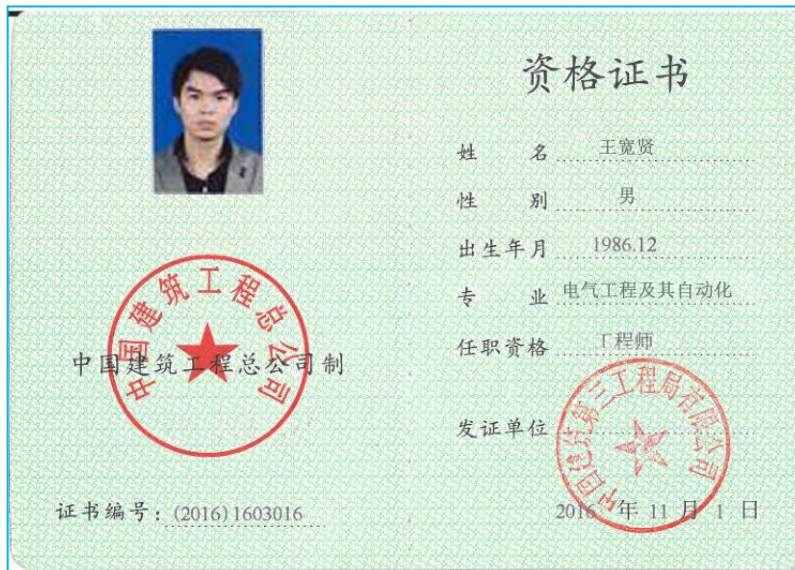 中国建筑工程总公司
中国建筑工程总公司制
证书编号：(2016)1603016
资格证书
姓 名 王宽贤
性 别 男
出生年月 1986.12
专 业 电气工程及其自动化
任职资格 工程师
发证单位
中国建筑第三工程局有限公司
2016 年 11 月 1 日